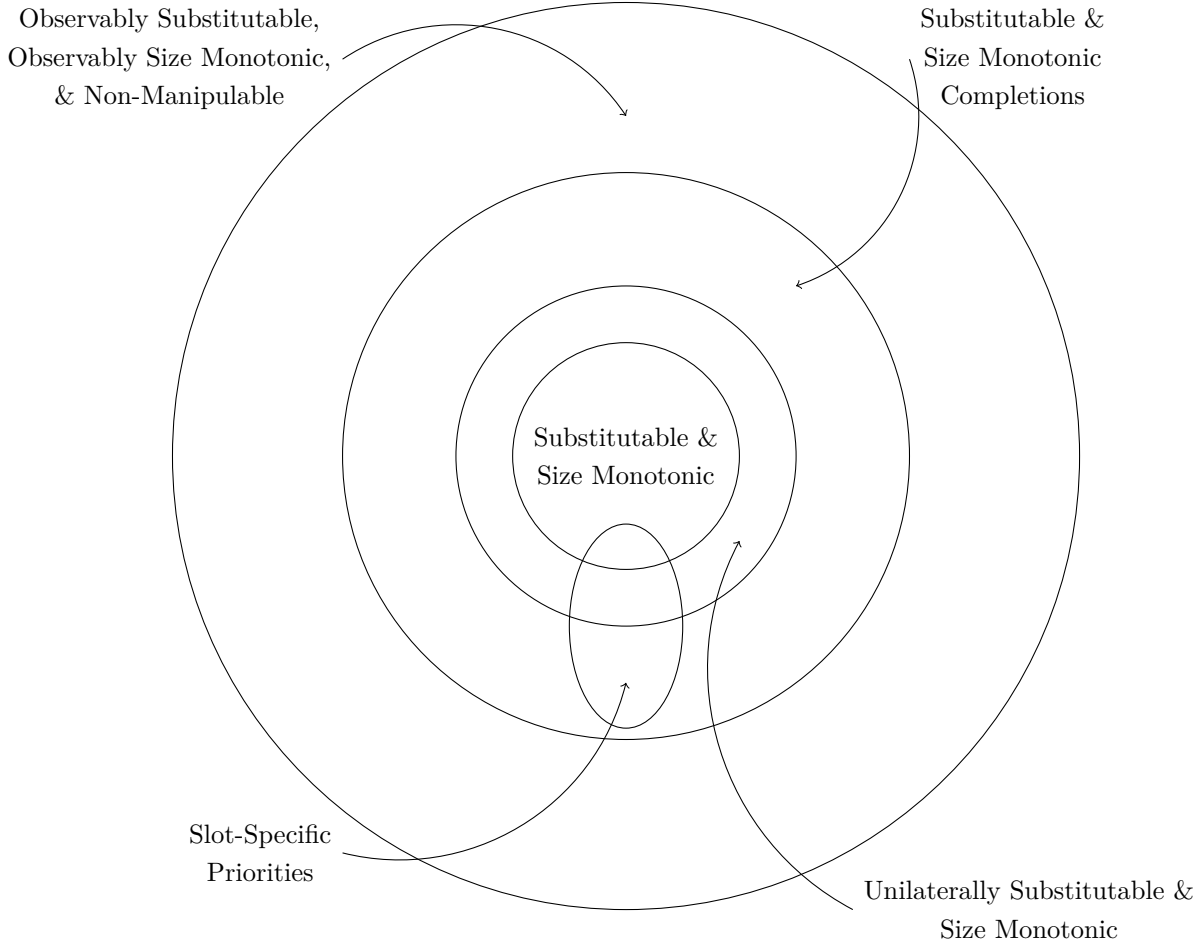 Observably Substitutable,
Observably Size Monotonic,
& Non-Manipulable
Substitutable &
Size Monotonic
Completions
Substitutable &
Size Monotonic
Slot-Specific
Priorities
Unilaterally Substitutable &
Size Monotonic